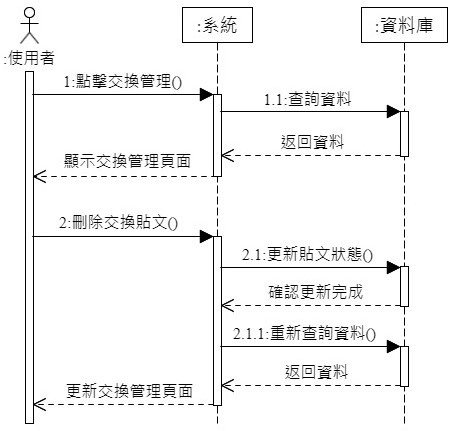 :使用者
:系統
:資料庫
1:點擊交換管理()
1.1:查詢資料
返回資料
顯示交換管理頁面
2:刪除交換貼文()
2.1:更新貼文狀態()
確認更新完成
2.1.1:重新查詢資料()
返回資料
更新交換管理頁面